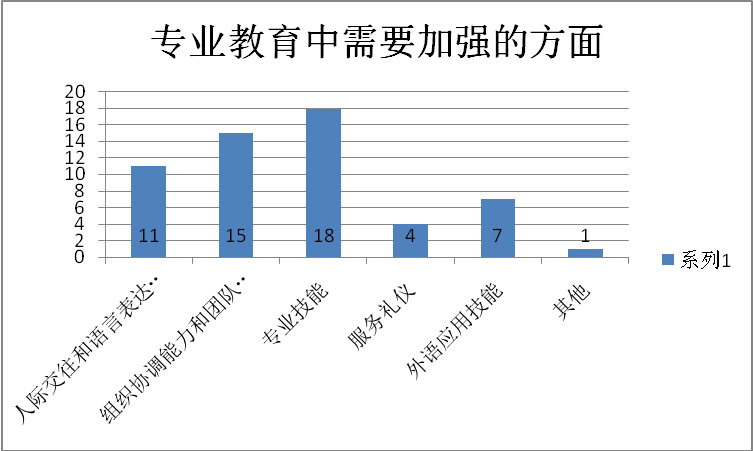 专业教育中需要加强的方面
20
18
16
14
12
10
8
6
4
2
0
11
15
18
4
7
1
人际交往和语言表达…
组织协调能力和团队…
专业技能
服务礼仪
外语应用技能
其他
系列1